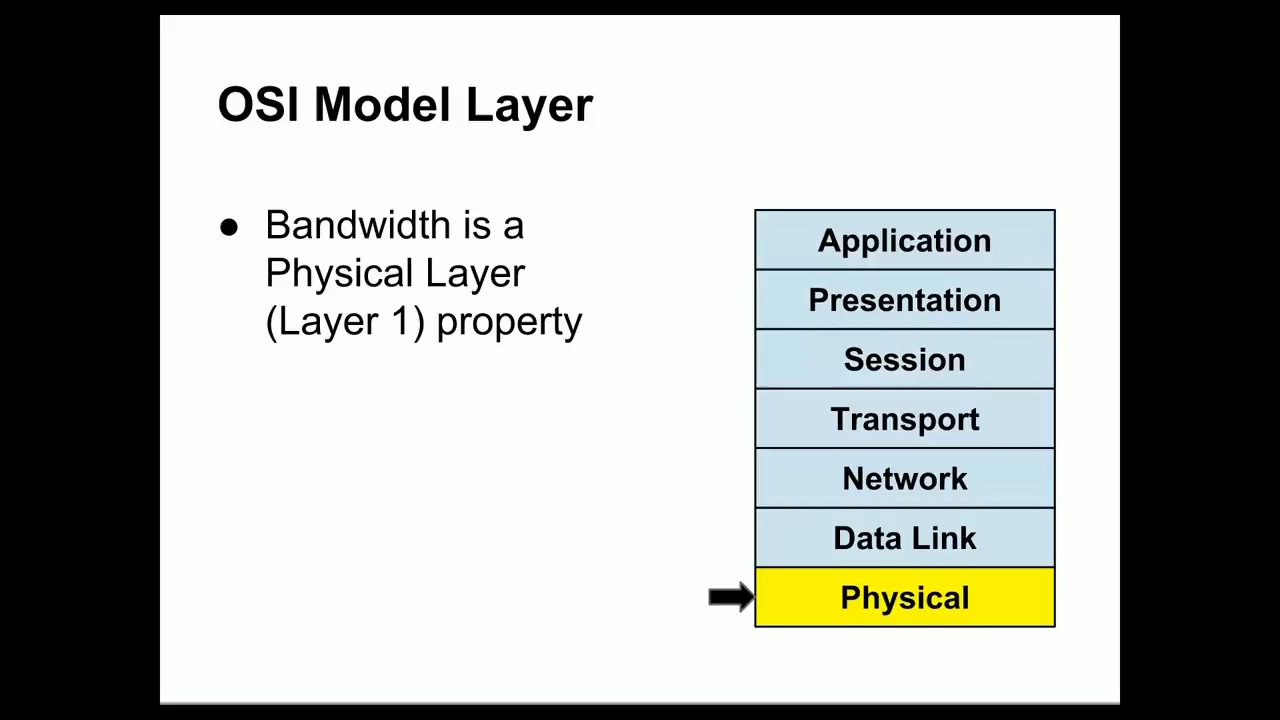 OSI Model Layer
● Bandwidth is a
Physical Layer
(Layer 1) property
Application
Presentation
Session
Transport
Network
Data Link
Physical